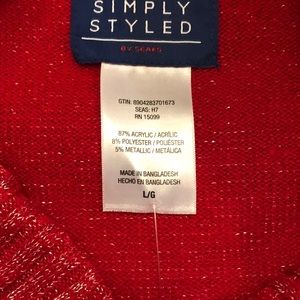 SIMPLY
STYLED
BY SEARS
GTIN: 8904283701673
SEAS: H7
RN 15099
87% ACRYLIC / ACRÍLIC
8% POLYESTER / POLIÉSTER
5% METALLIC / METÁLICA
MADE IN BANGLADESH
HECHO EN BANGLADESH
L/G